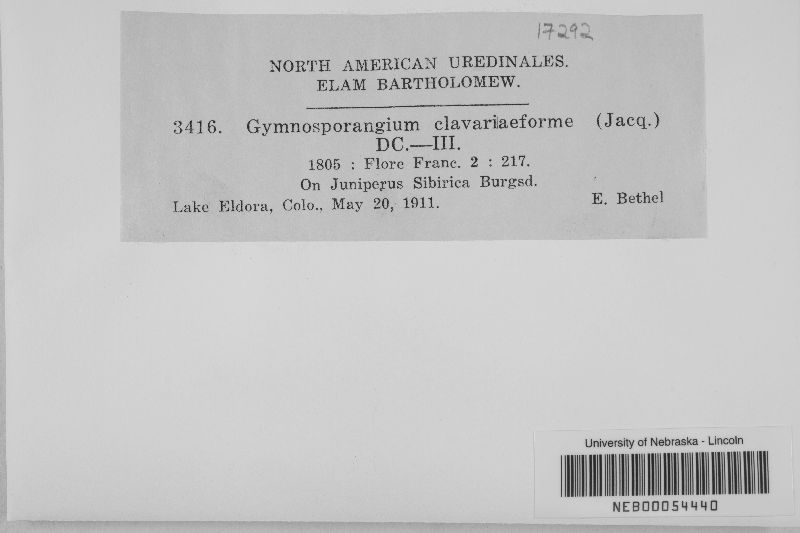 17292
NORTH AMERICAN UREDINALES.
ELAM BARTHOLOMEW.
3416. Gymnosporangium clavariiaeforme (Jacq.)
DC.—III.
1805 : Flore Franc. 2 : 217.
On Juniperus Sibirica Burgsd.
Lake Eldora, Colo., May 20, 1911. E. Bethel
University of Nebraska - Lincoln
NEB00054440